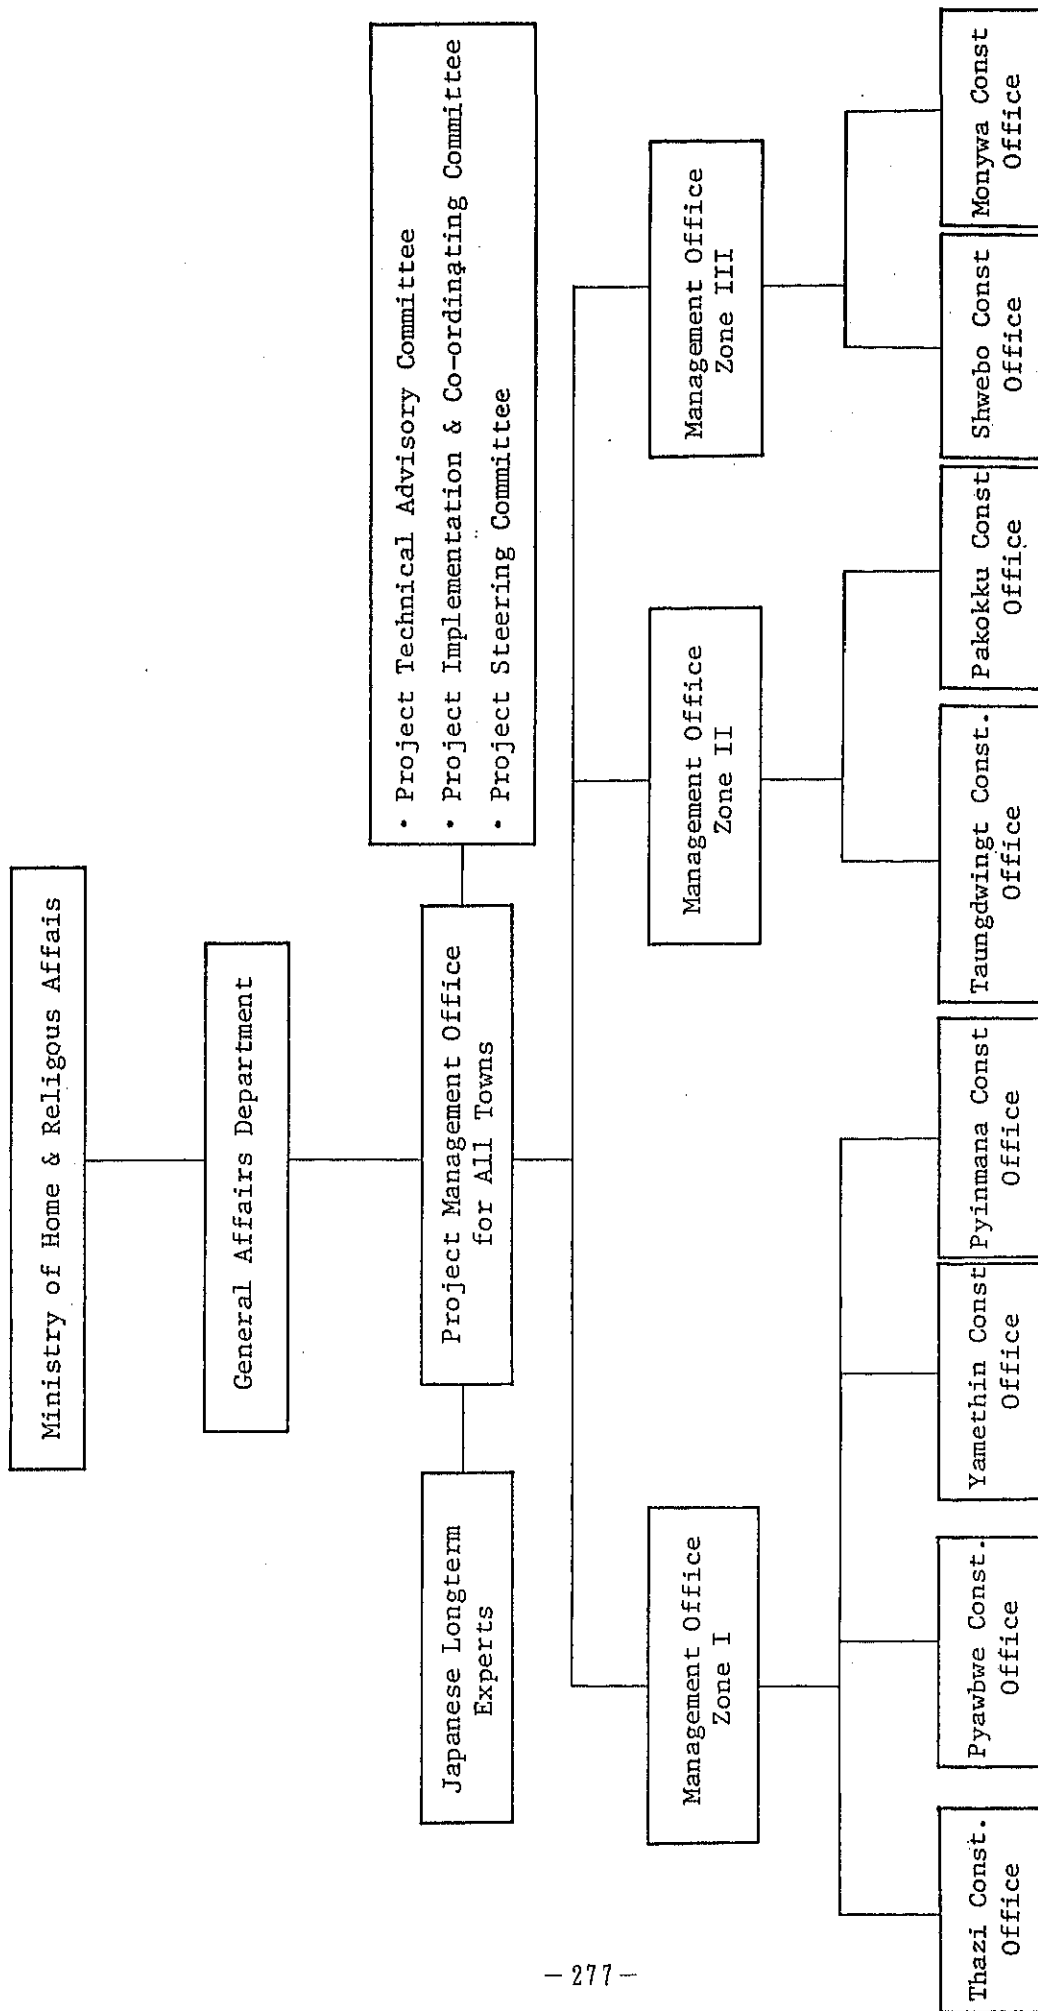 Ministry of Home & Religous Affais
General Affairs Department
Japanese Longterm
Experts
Project Management Office
for All Towns
• Project Technical Advisory Committee
• Project Implementation & Co-ordinating Committee
• Project Steering Committee
Management Office
Zone I
Management Office
Zone II
Management Office
Zone III
Thazi Const.
Office
Pyawbwe Const.
Office
Yamethin Const
Office
Pyinmana Const
Office
Taungdwingt Const.
Office
Pakokku Const
Office
Shwebo Const
Office
Monywa Const
Office
-277-